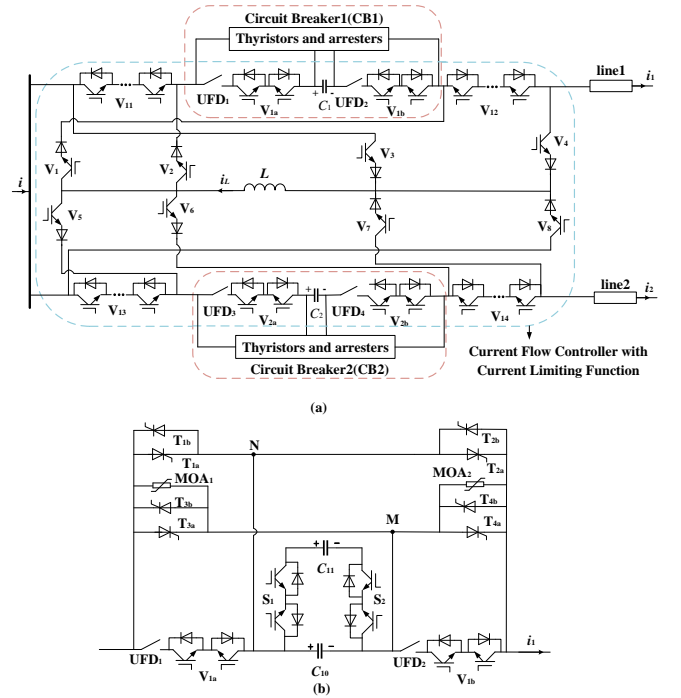 Circuit Breaker1(CB1)
Thyristors and arresters
line1 i₁
V₁₁ UFD₁ V₁ₐ + - C₁ UFD₂ V₁b V₁₂
V₁ V₂ V₃ V₄
i i_L L
V₅ V₆ V₇ V₈
line2 i₂
V₁₃ UFD₃ V₂ₐ + - C₂ UFD₄ V₂b V₁₄
Thyristors and arresters
Circuit Breaker2(CB2)
Current Flow Controller with
Current Limiting Function
(a)
T₁b N T₂b
T₁ₐ T₂ₐ
MOA₁ MOA₂
T₃b T₄b
T₃ₐ M T₄ₐ
+ -
C₁₁
S₁ S₂
+ - i₁
UFD₁ V₁ₐ C₁₀ UFD₂ V₁b
(b)